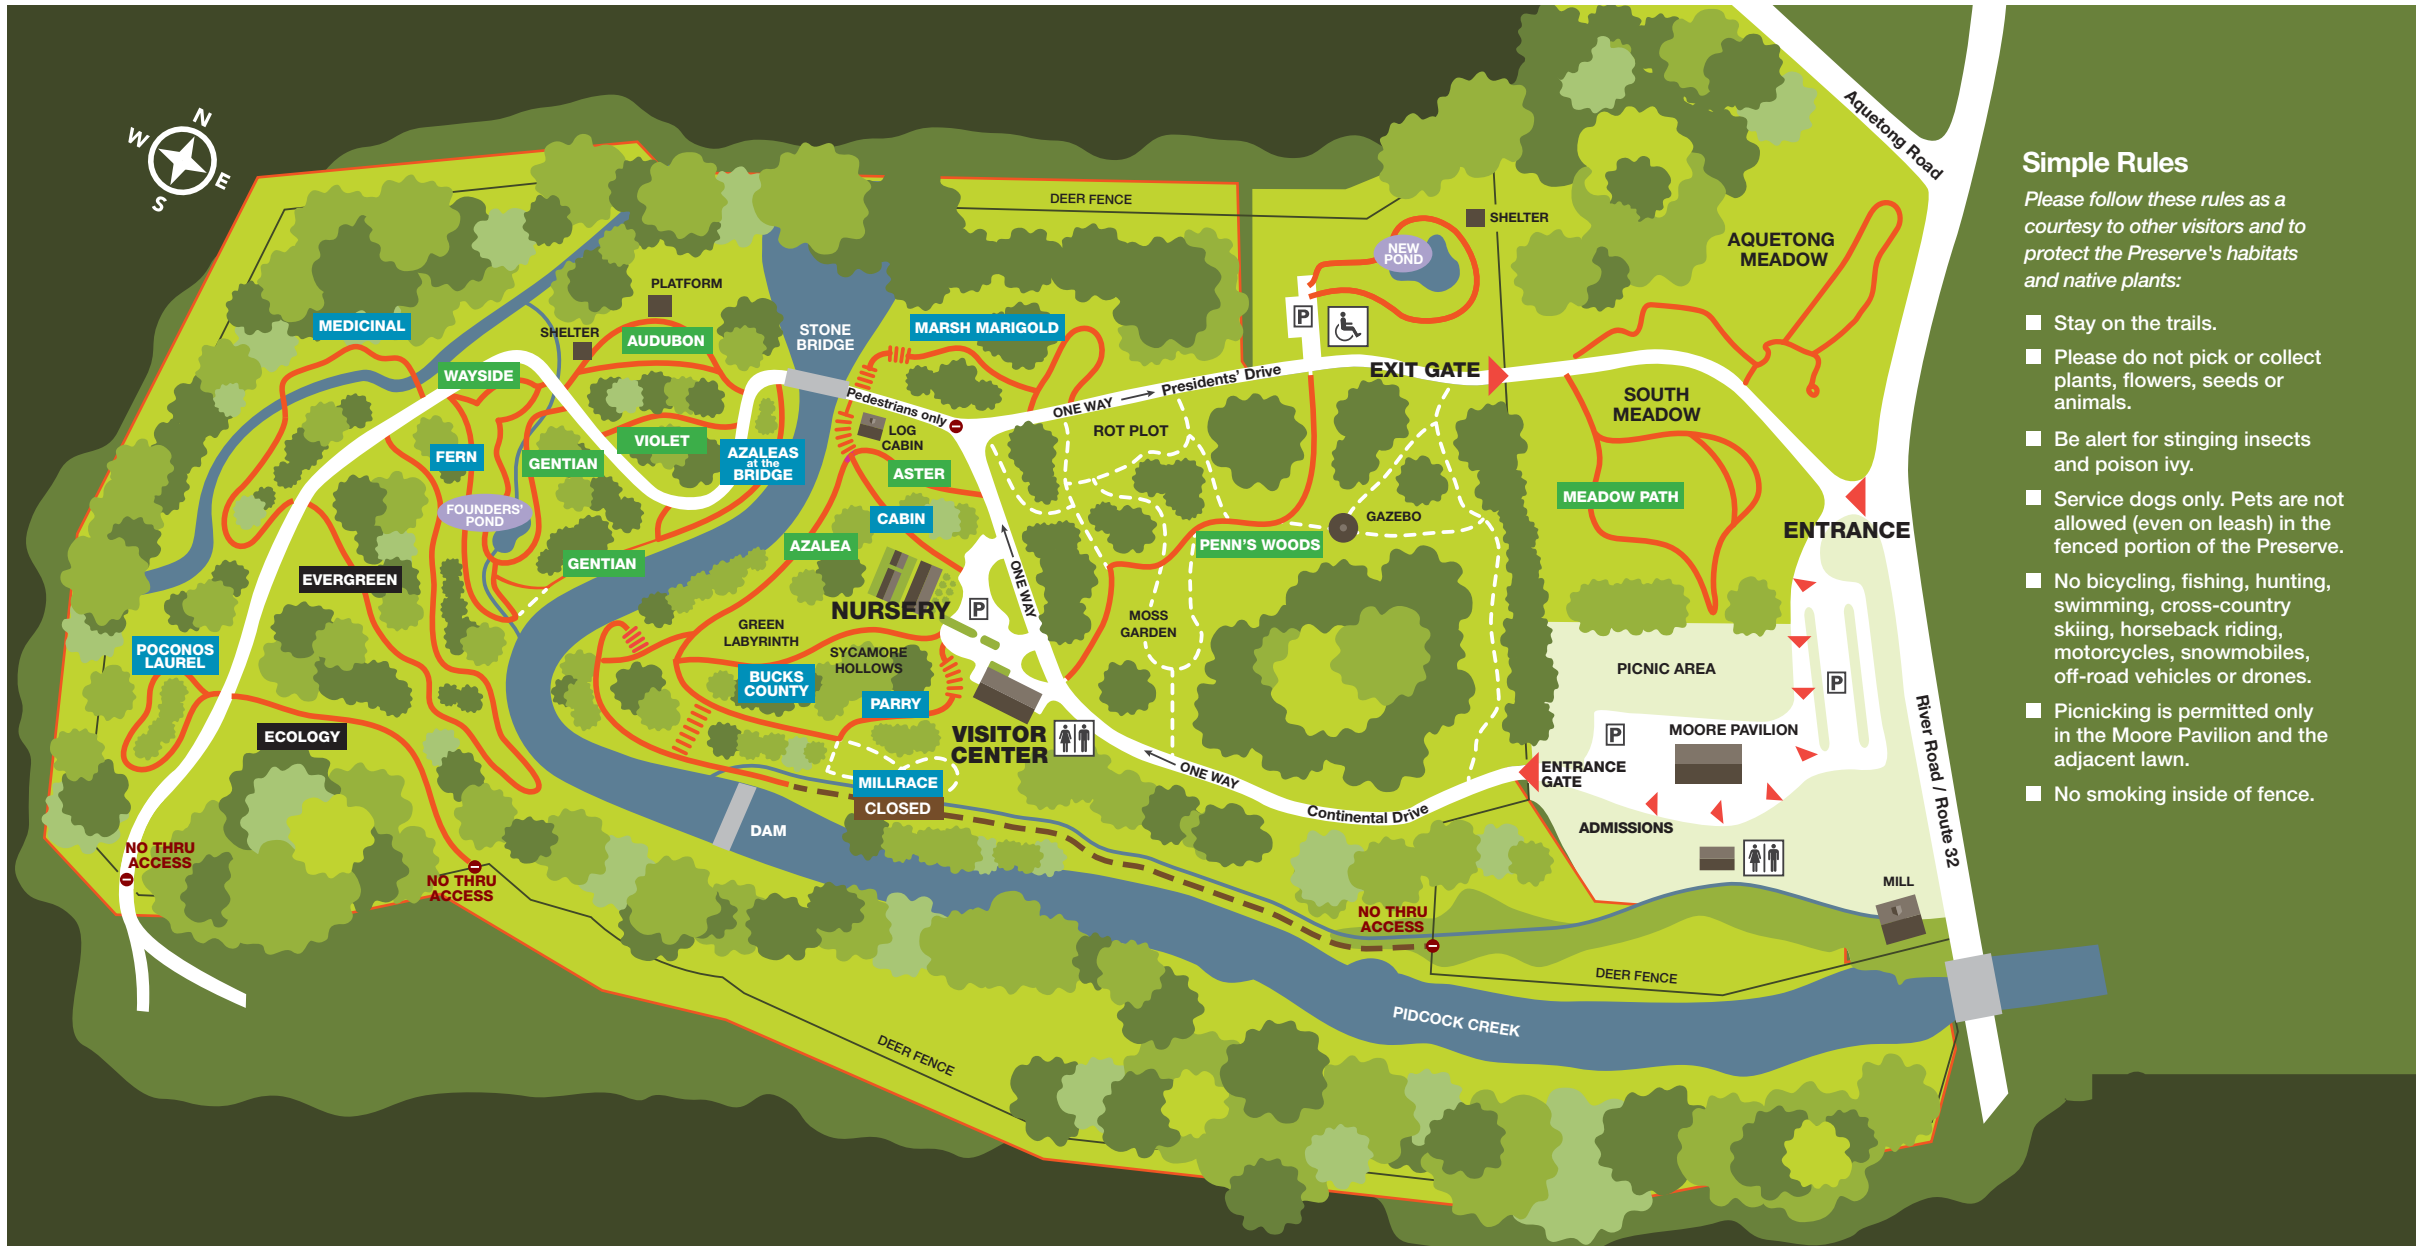 N
W
E
S
DEER FENCE
Aquetong Road
SHELTER
NEW
POND
AQUETONG
MEADOW
PLATFORM
MEDICINAL
SHELTER
AUDUBON
STONE
BRIDGE
MARSH MARIGOLD
P
WAYSIDE
EXIT GATE
Presidents' Drive
ONE WAY
Pedestrians only
SOUTH
MEADOW
LOG
CABIN
ROT PLOT
VIOLET
FERN
GENTIAN
AZALEAS
at the
BRIDGE
ASTER
MEADOW PATH
FOUNDERS'
POND
CABIN
GAZEBO
ENTRANCE
AZALEA
PENN'S WOODS
GENTIAN
EVERGREEN
ONE WAY
NURSERY
P
GREEN
LABYRINTH
MOSS
GARDEN
POCONOS
LAUREL
SYCAMORE
HOLLOWS
PICNIC AREA
P
BUCKS
COUNTY
PARRY
ECOLOGY
VISITOR
CENTER
P
MOORE PAVILION
River Road / Route 32
MILLRACE
CLOSED
ONE WAY
ENTRANCE
GATE
Continental Drive
DAM
ADMISSIONS
NO THRU
ACCESS
NO THRU
ACCESS
MILL
NO THRU
ACCESS
DEER FENCE
PIDCOCK CREEK
DEER FENCE
Simple Rules
Please follow these rules as a
courtesy to other visitors and to
protect the Preserve's habitats
and native plants:
Stay on the trails.
Please do not pick or collect
plants, flowers, seeds or
animals.
Be alert for stinging insects
and poison ivy.
Service dogs only. Pets are not
allowed (even on leash) in the
fenced portion of the Preserve.
No bicycling, fishing, hunting,
swimming, cross-country
skiing, horseback riding,
motorcycles, snowmobiles,
off-road vehicles or drones.
Picnicking is permitted only
in the Moore Pavilion and the
adjacent lawn.
No smoking inside of fence.